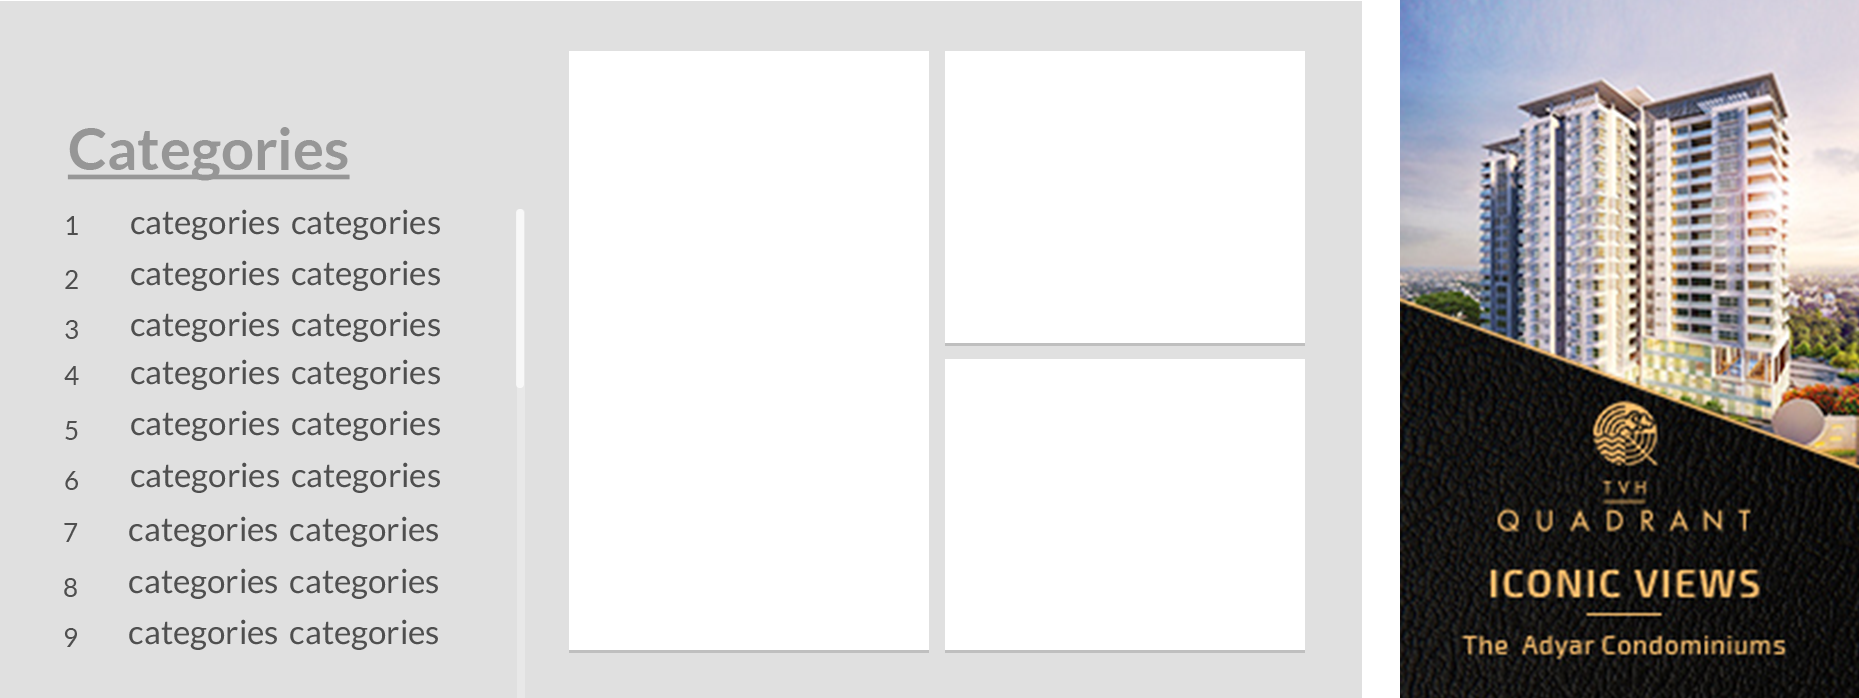 Categories
1 categories categories
2 categories categories
3 categories categories
4 categories categories
5 categories categories
6 categories categories
7 categories categories
8 categories categories
9 categories categories
TVH
QUADRANT
ICONIC VIEWS
The Adyar Condominiums